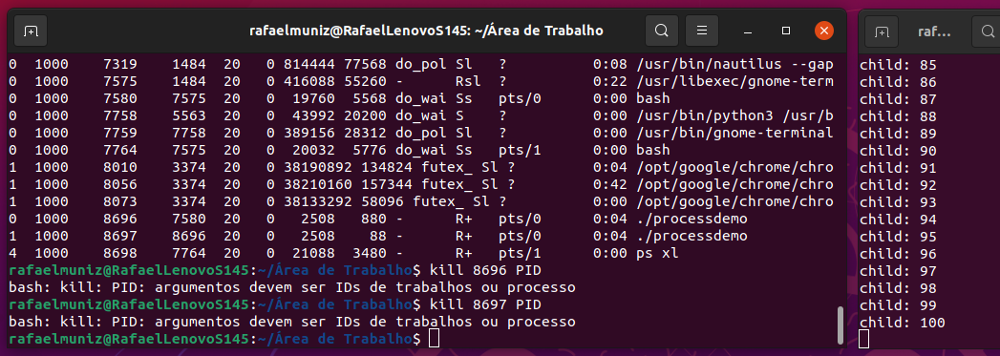 rafaelmuniz@RafaelLenovoS145: ~/Área de Trabalho
0 1000 7319 1484 20 0 814444 77568 do_pol Sl ? 0:08 /usr/bin/nautilus --gap
0 1000 7575 1484 20 0 416088 55260 - Rsl ? 0:22 /usr/libexec/gnome-term
0 1000 7580 7575 20 0 19760 5568 do_wai Ss pts/0 0:00 bash
0 1000 7758 5563 20 0 43992 20200 do_wai S ? 0:00 /usr/bin/python3 /usr/b
0 1000 7759 7758 20 0 389156 28312 do_pol Sl ? 0:00 /usr/bin/gnome-terminal
0 1000 7764 7575 20 0 20032 5776 do_wai Ss pts/1 0:00 bash
1 1000 8010 3374 20 0 38190892 134824 futex_ Sl ? 0:04 /opt/google/chrome/chro
1 1000 8056 3374 20 0 38210160 157344 futex_ Sl ? 0:42 /opt/google/chrome/chro
1 1000 8073 3374 20 0 38133292 58096 futex_ Sl ? 0:00 /opt/google/chrome/chro
0 1000 8696 7580 20 0 2508 880 - R+ pts/0 0:04 ./processdemo
1 1000 8697 8696 20 0 2508 88 - R+ pts/0 0:04 ./processdemo
4 1000 8698 7764 20 0 21088 3480 - R+ pts/1 0:00 ps xl
rafaelmuniz@RafaelLenovoS145:~/Área de Trabalho$ kill 8696 PID
bash: kill: PID: argumentos devem ser IDs de trabalhos ou processo
rafaelmuniz@RafaelLenovoS145:~/Área de Trabalho$ kill 8697 PID
bash: kill: PID: argumentos devem ser IDs de trabalhos ou processo
rafaelmuniz@RafaelLenovoS145:~/Área de Trabalho$
raf...
child: 85
child: 86
child: 87
child: 88
child: 89
child: 90
child: 91
child: 92
child: 93
child: 94
child: 95
child: 96
child: 97
child: 98
child: 99
child: 100